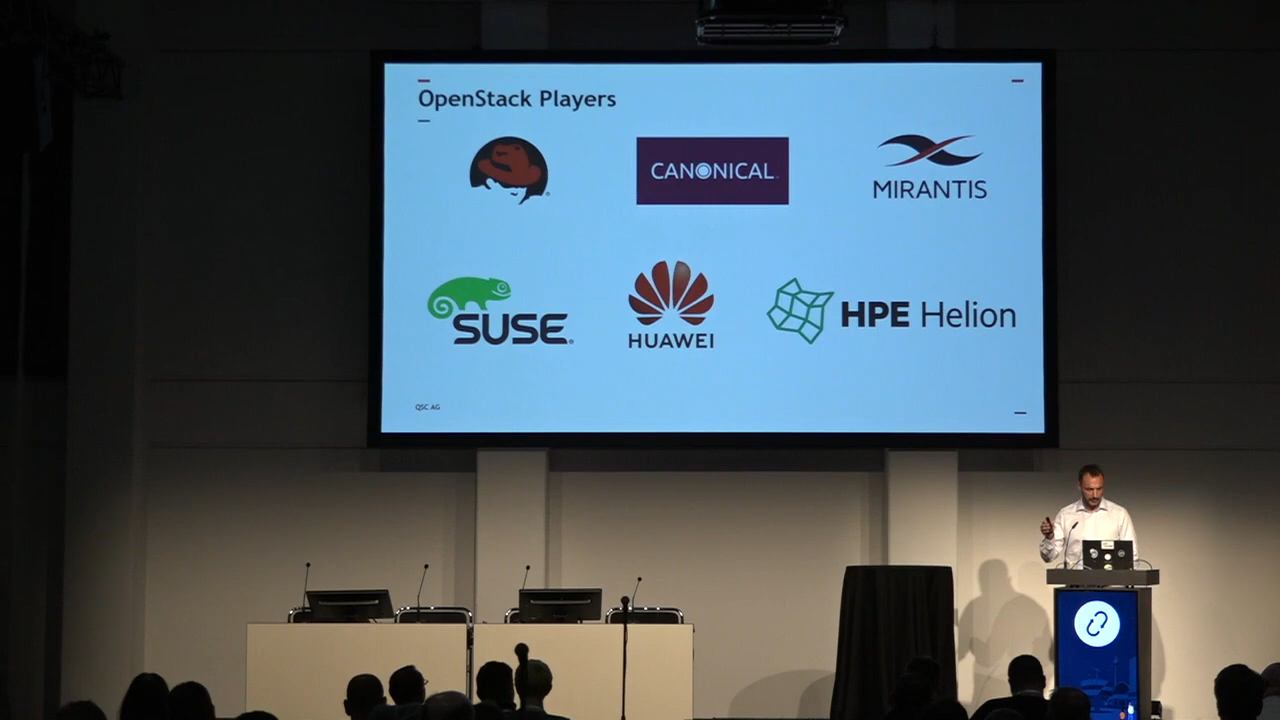 OpenStack Players
CANONICAL
MIRANTIS
SUSE
HUAWEI
HPE Helion
QSC AG